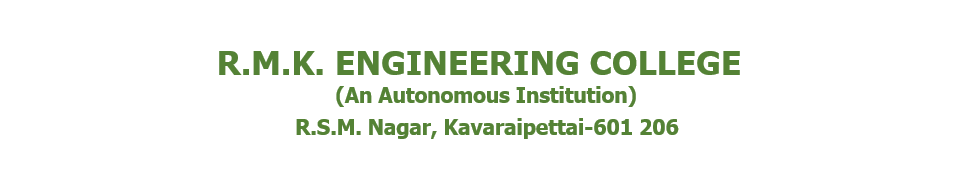 R.M.K. ENGINEERING COLLEGE
(An Autonomous Institution)
R.S.M. Nagar, Kavaraipettai-601 206